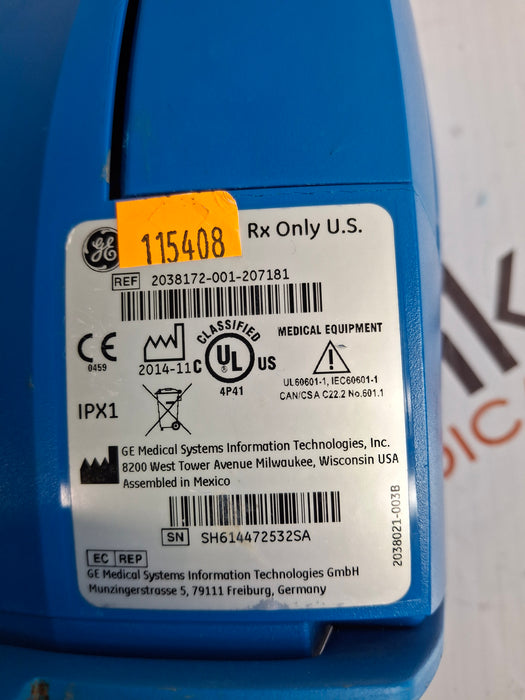 GE
115408
Rx Only U.S.
REF 2038172-001-207181
CE
0459
2014-11
CLASSIFIED
C UL US
®
4P41
MEDICAL EQUIPMENT
UL60601-1, IEC60601-1
CAN/CSA C22.2 No.601.1
IPX1
GE Medical Systems Information Technologies, Inc.
8200 West Tower Avenue Milwaukee, Wisconsin USA
Assembled in Mexico
SN SH614472532SA
2038021-003B
EC REP
GE Medical Systems Information Technologies GmbH
Munzingerstrasse 5, 79111 Freiburg, Germany